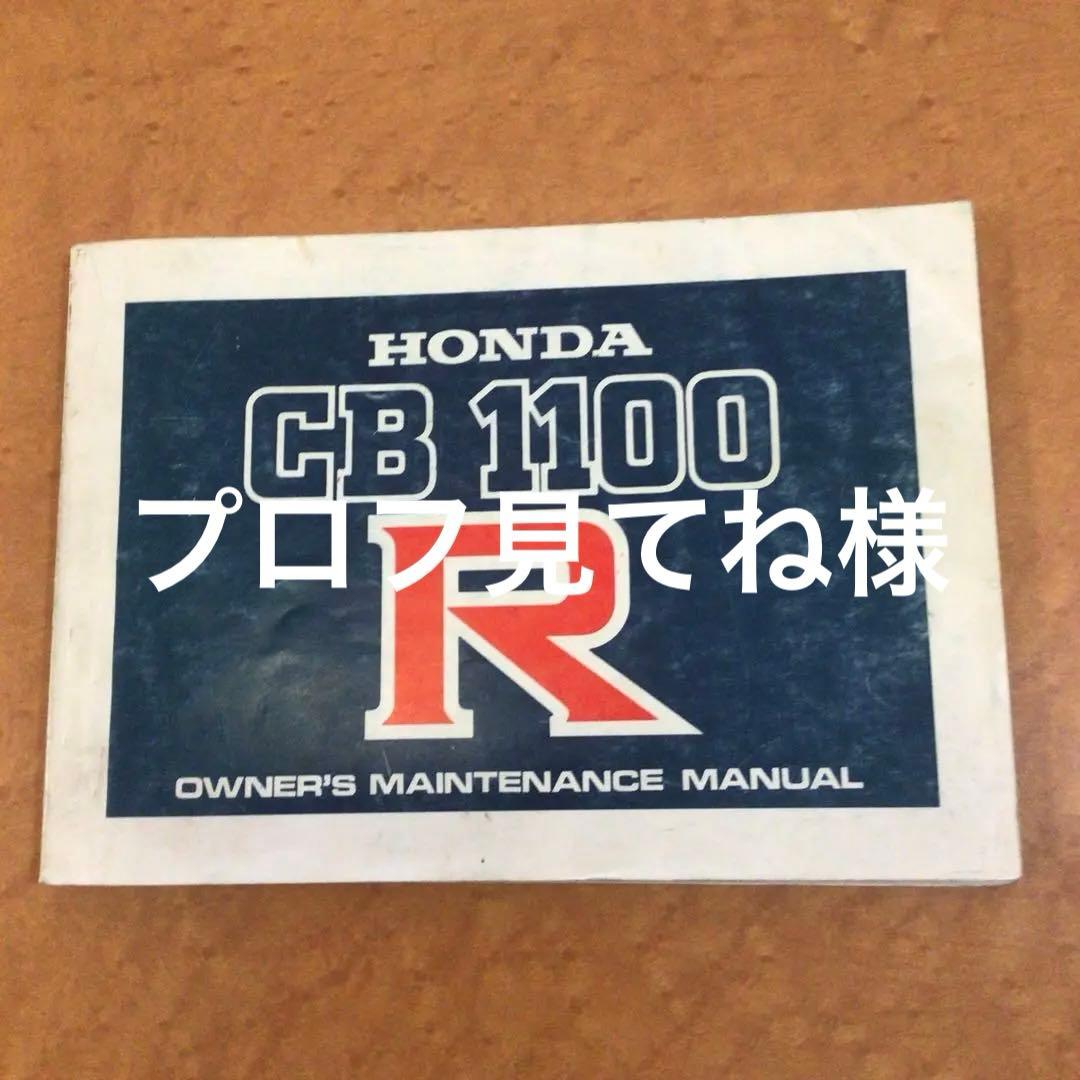 HONDA
CB 1100
プロフ見てね様
R
OWNER'S MAINTENANCE MANUAL